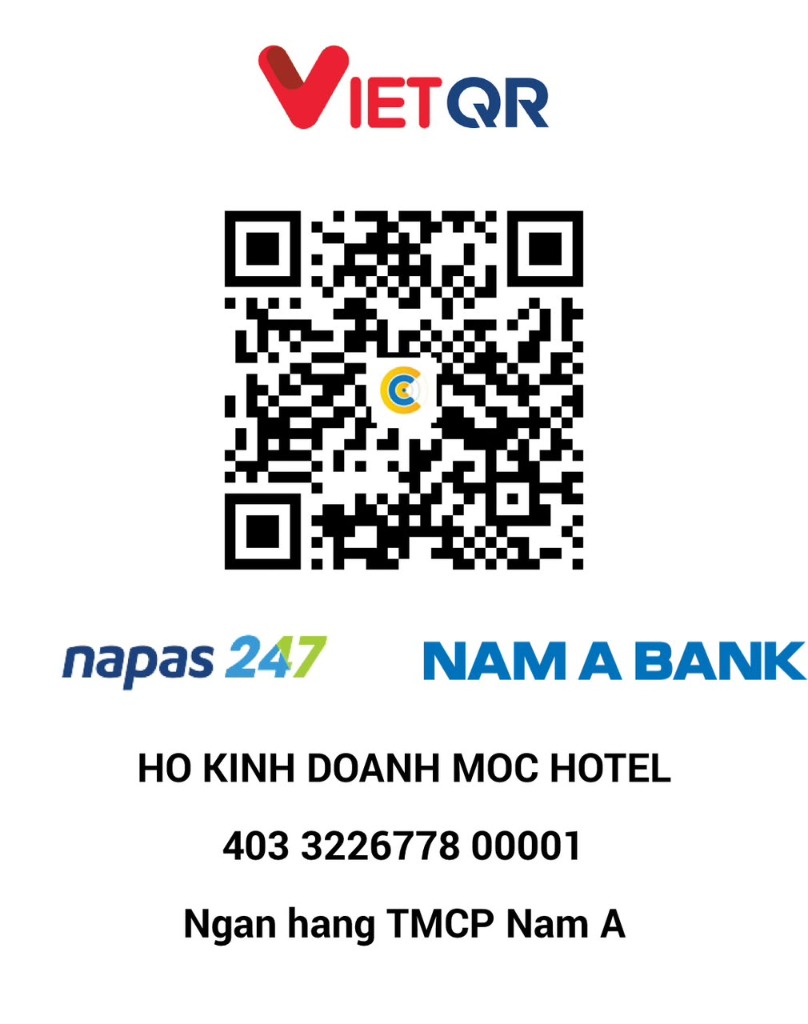 VIETQR
napas 247
NAM A BANK
HO KINH DOANH MOC HOTEL
403 3226778 00001
Ngan hang TMCP Nam A